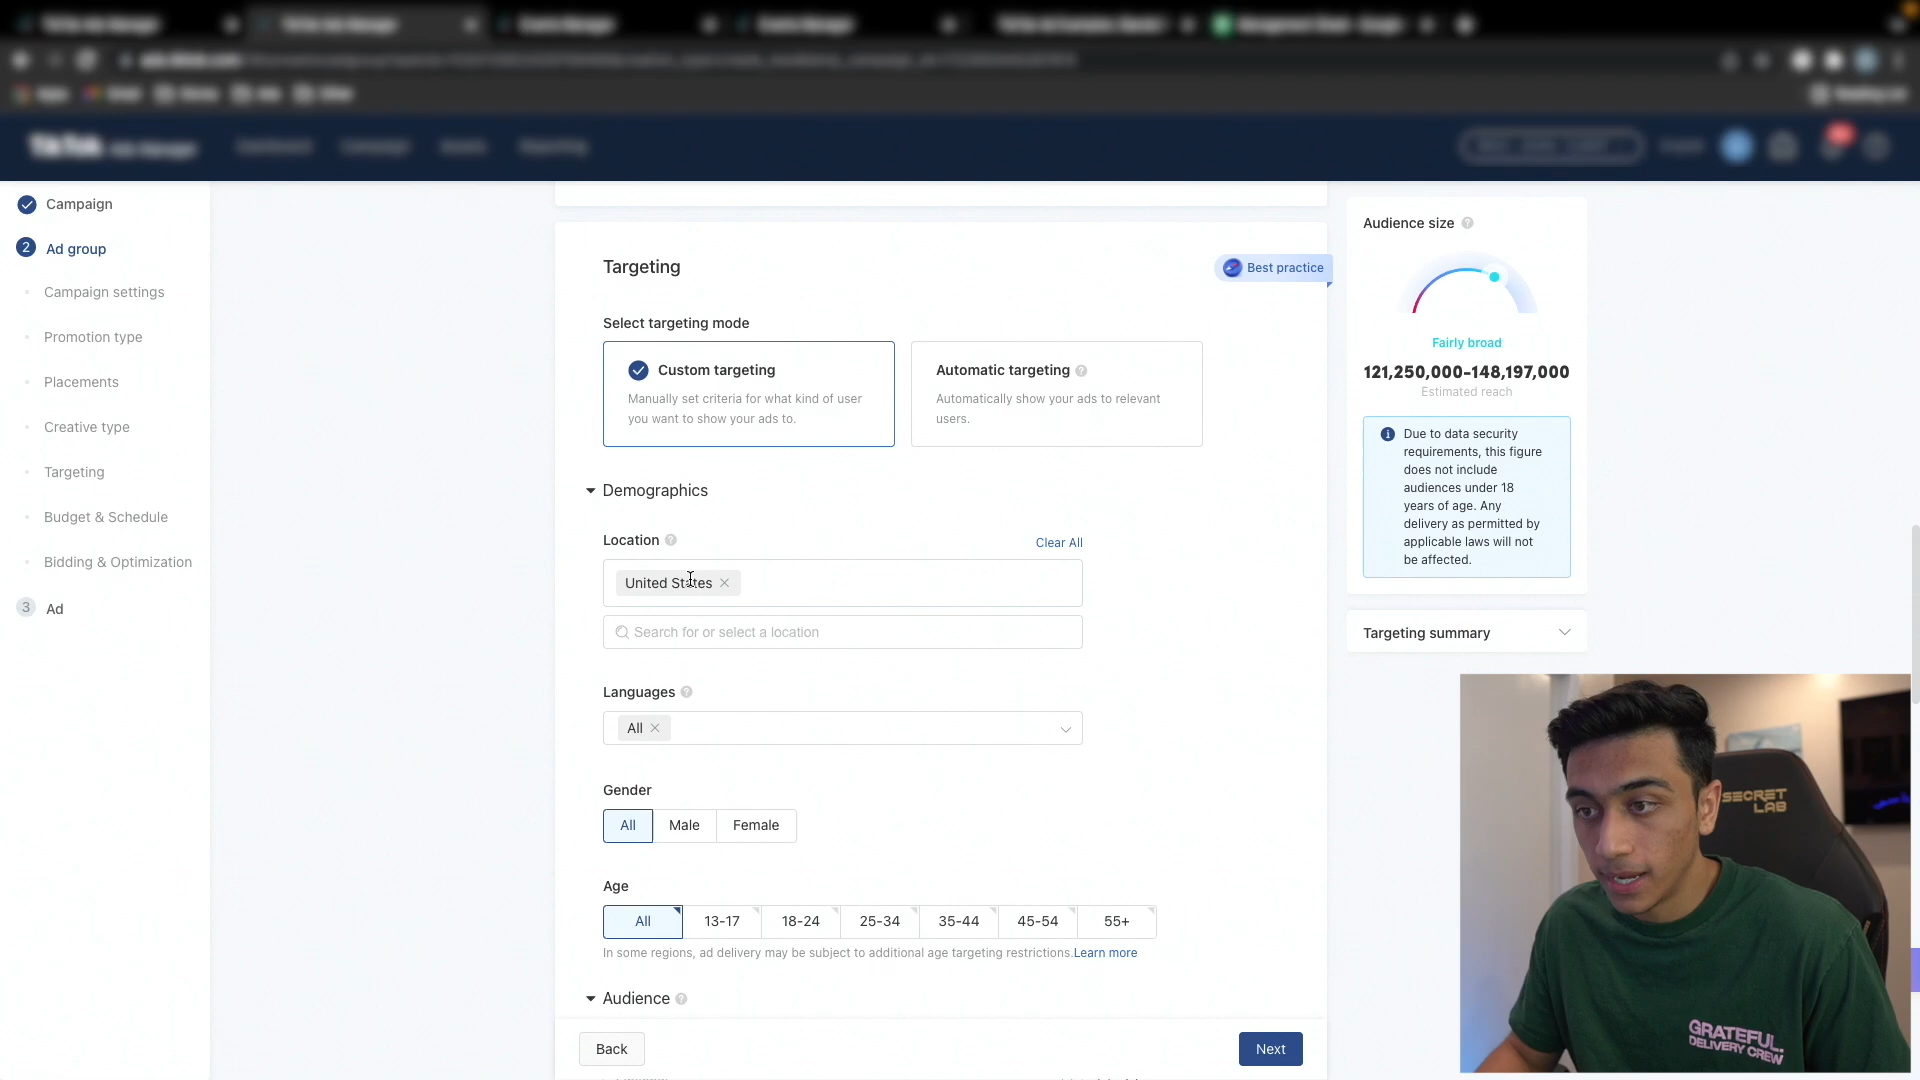 TikTok Ads Manager
Dashboard Campaign Assets Reporting
Campaign
2 Ad group
Campaign settings
Promotion type
Placements
Creative type
Targeting
Budget & Schedule
Bidding & Optimization
3 Ad
Targeting
Best practice
Select targeting mode
Custom targeting
Manually set criteria for what kind of user
you want to show your ads to.
Automatic targeting ?
Automatically show your ads to relevant
users.
Demographics
Location ?
Clear All
United States ×
Search for or select a location
Languages ?
All ×
Gender
All Male Female
Age
All 13-17 18-24 25-34 35-44 45-54 55+
In some regions, ad delivery may be subject to additional age targeting restrictions.Learn more
Audience ?
Back
Next
Audience size ?
Fairly broad
121,250,000-148,197,000
Estimated reach
Due to data security
requirements, this figure
does not include
audiences under 18
years of age. Any
delivery as permitted by
applicable laws will not
be affected.
Targeting summary
SECRET
LAB
GRATEFUL.
DELIVERY CREW